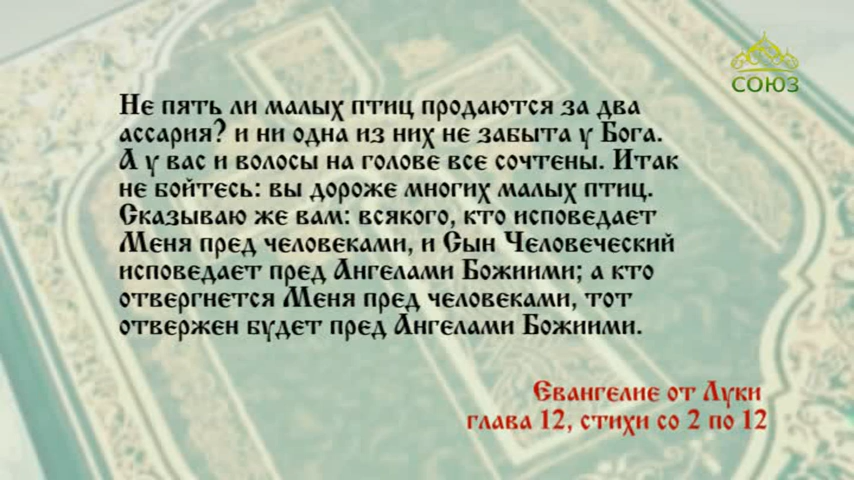 СОЮЗ
Не пять ли малых птиц продаются за два
ассария? и ни одна из них не забыта у Бога.
А у вас и волосы на голове все сочтены. Итак
не бойтесь: вы дороже многих малых птиц.
Сказываю же вам: всякого, кто исповедает
Меня пред человеками, и Сын Человеческий
исповедает пред Ангелами Божиими; а кто
отвергнется Меня пред человеками, тот
отвержен будет пред Ангелами Божиими.
Евангелие от Луки
глава 12, стихи со 2 по 12